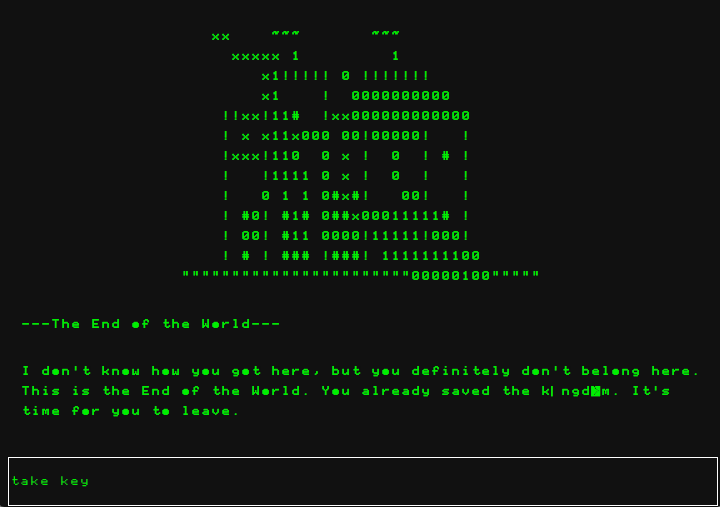 xx    ~~~       ~~~
xxxxx 1         1
x1!!!!! 0 !!!!!!!
x1    !  0000000000
!!xx!11#  !xx000000000000
! x x11x000 00!00000!   !
!xxx!110  0 x !  0  ! # !
!   !1111 0 x !  0  !   !
!   0 1 1 0#x#!   00!   !
! #0! #1# 0##x00011111# !
! 00! #11 0000!11111!000!
! # ! ### !###! 1111111100
"""""""""""""""""""""""00000100"""""
---The End of the World---
I don't know how you got here, but you definitely don't belong here.
This is the End of the World. You already saved the k| ngd▓m. It's
time for you to leave.
take key